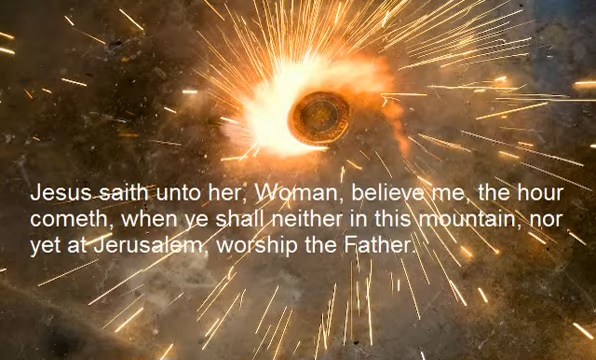 Jesus saith unto her, Woman, believe me, the hour
cometh, when ye shall neither in this mountain, nor
yet at Jerusalem, worship the Father.